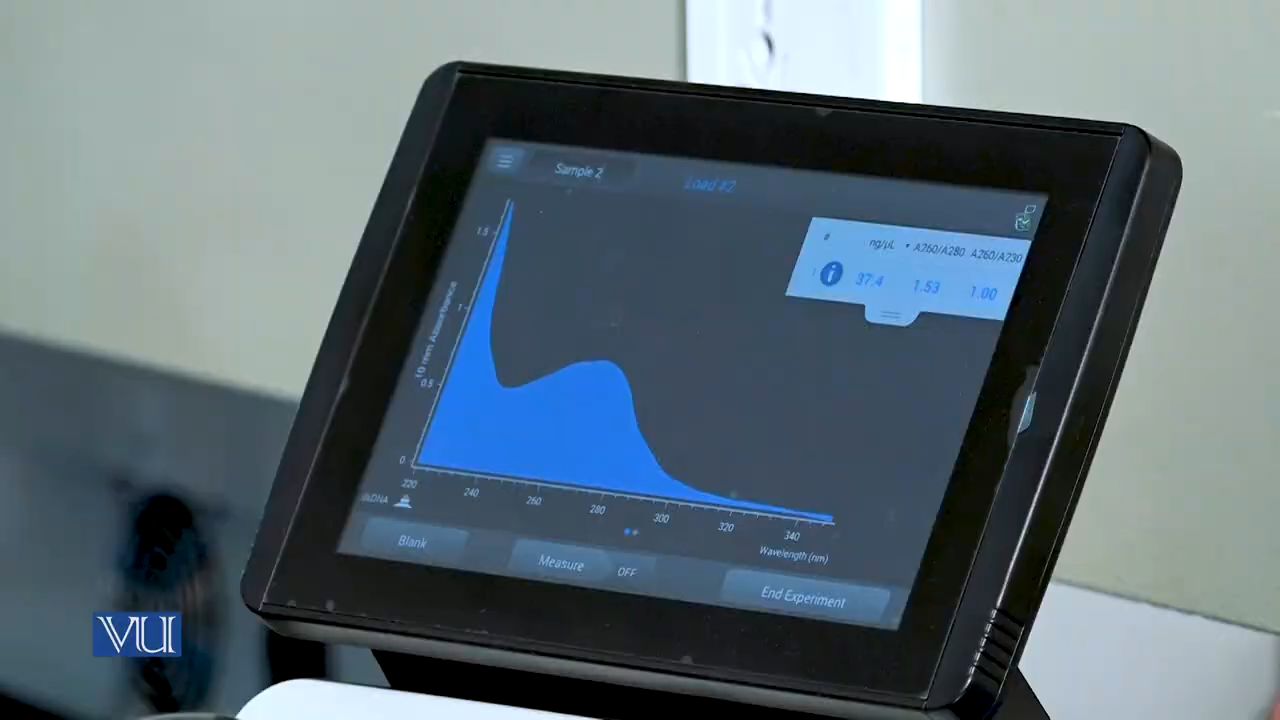 Sample 2
Load #2
# ng/µL A260/A280 A260/A230
1 37.4 1.53 1.00
1.5
1
0.5
0
10 mm Absorbance
220 240 260 280 300 320 340
dsDNA
Wavelength (nm)
Blank
Measure OFF
End Experiment
VU